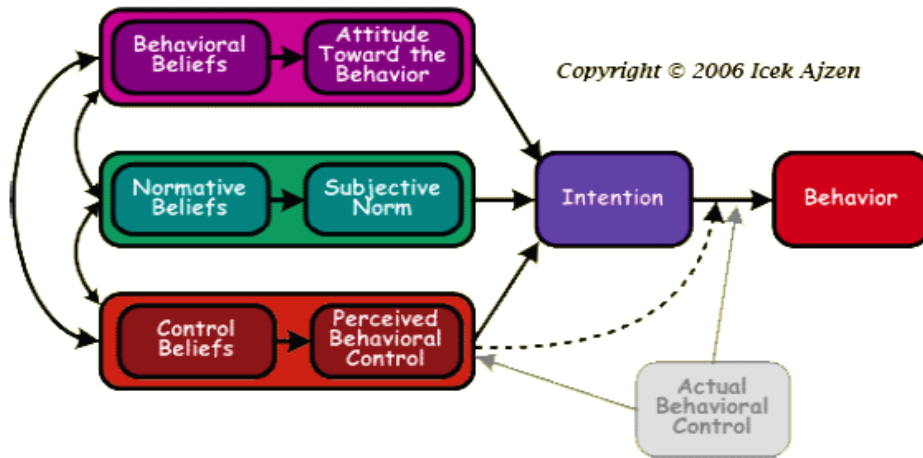 Behavioral
Beliefs
Attitude
Toward the
Behavior
Copyright © 2006 Icek Ajzen
Normative
Beliefs
Subjective
Norm
Intention
Behavior
Control
Beliefs
Perceived
Behavioral
Control
Actual
Behavioral
Control